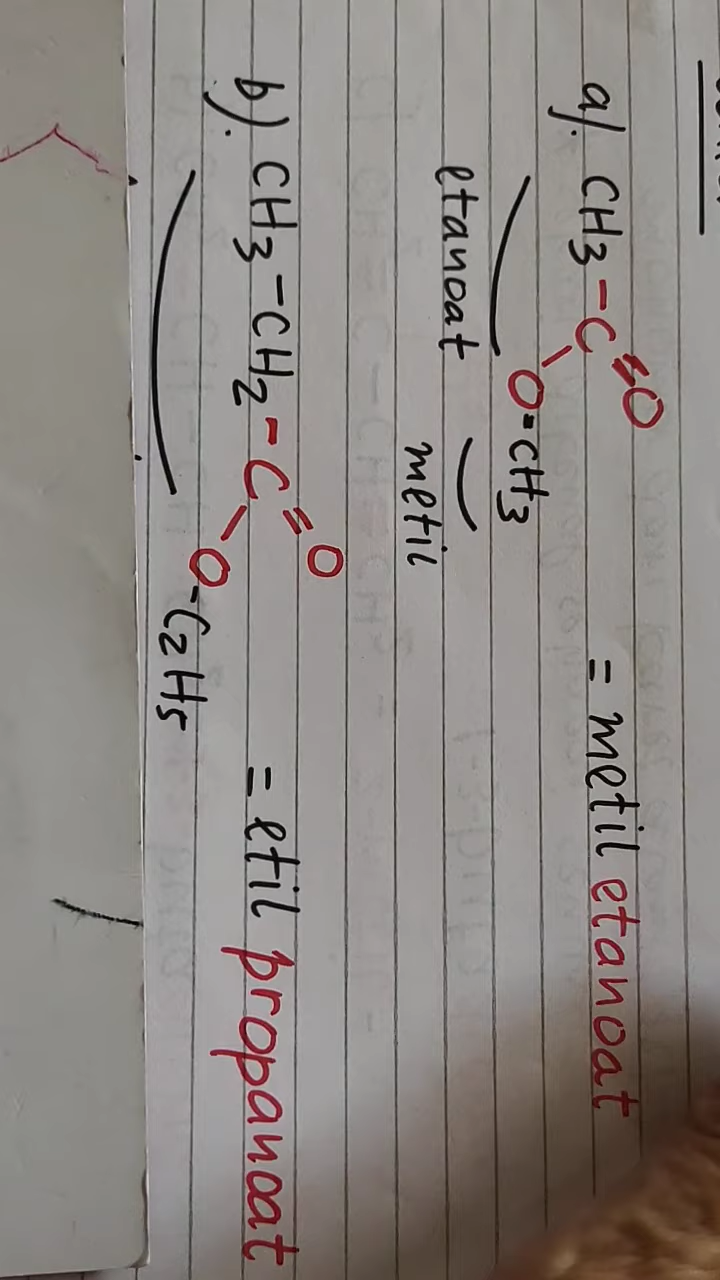 a). CH3-C=O = metil etanoat
O-CH3
etanoat
metil
b). CH3-CH2-C=O = etil propanoat
O-C2H5